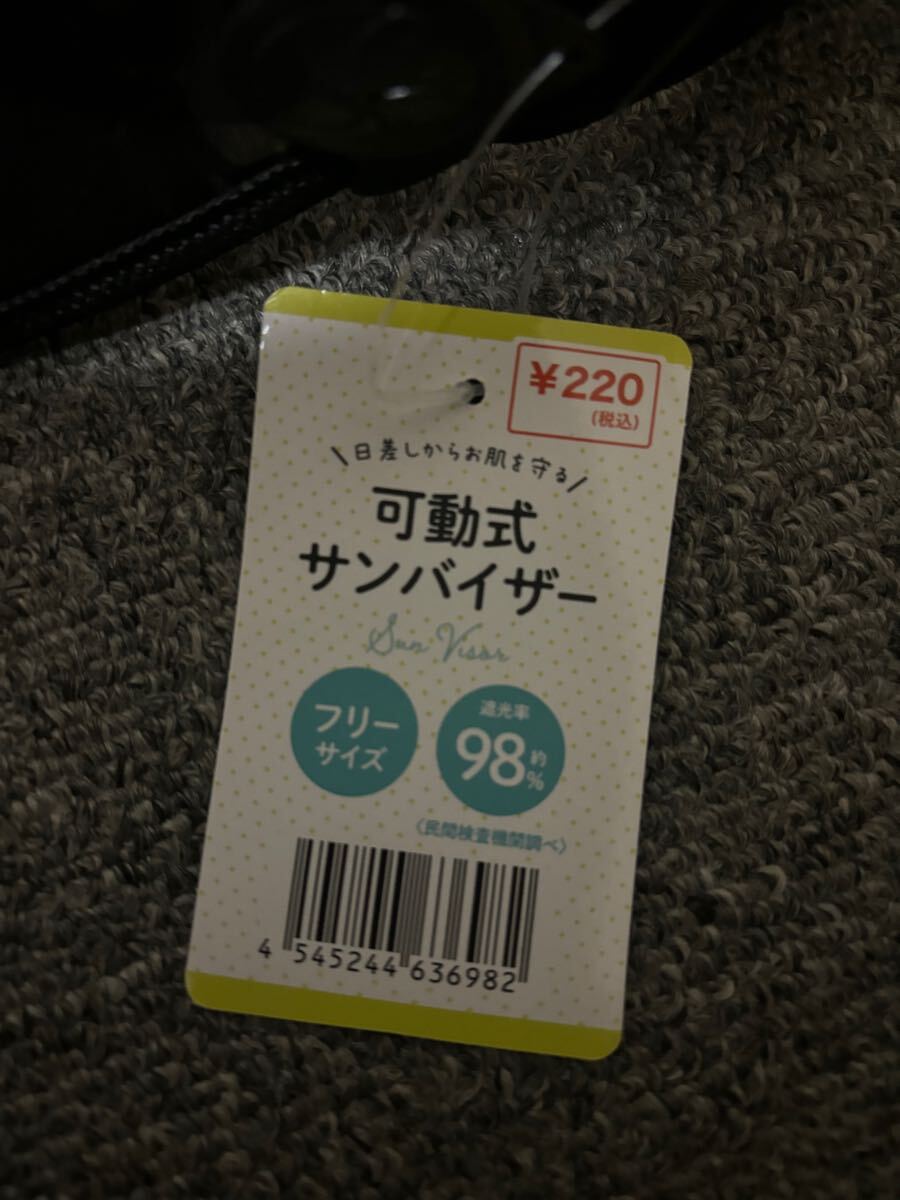 ¥220
(税込)
\日差しからお肌を守る/
可動式
サンバイザー
Sun Visor
フリー
サイズ
遮光率
約98%
〈民間検査機関調べ〉
4 545244 636982